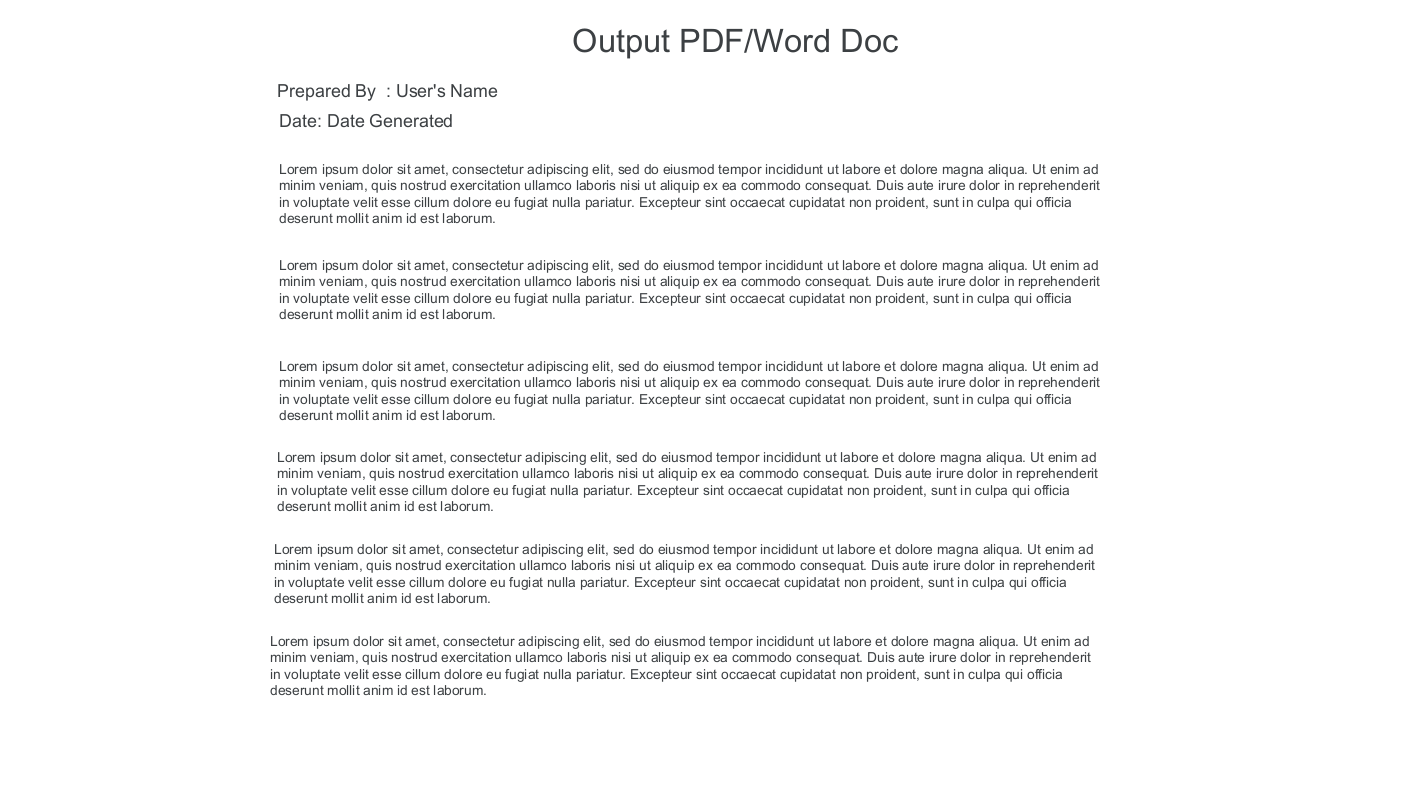 Output PDF/Word Doc
Prepared By : User's Name
Date: Date Generated
Lorem ipsum dolor sit amet, consectetur adipiscing elit, sed do eiusmod tempor incididunt ut labore et dolore magna aliqua. Ut enim ad
minim veniam, quis nostrud exercitation ullamco laboris nisi ut aliquip ex ea commodo consequat. Duis aute irure dolor in reprehenderit
in voluptate velit esse cillum dolore eu fugiat nulla pariatur. Excepteur sint occaecat cupidatat non proident, sunt in culpa qui officia
deserunt mollit anim id est laborum.
Lorem ipsum dolor sit amet, consectetur adipiscing elit, sed do eiusmod tempor incididunt ut labore et dolore magna aliqua. Ut enim ad
minim veniam, quis nostrud exercitation ullamco laboris nisi ut aliquip ex ea commodo consequat. Duis aute irure dolor in reprehenderit
in voluptate velit esse cillum dolore eu fugiat nulla pariatur. Excepteur sint occaecat cupidatat non proident, sunt in culpa qui officia
deserunt mollit anim id est laborum.
Lorem ipsum dolor sit amet, consectetur adipiscing elit, sed do eiusmod tempor incididunt ut labore et dolore magna aliqua. Ut enim ad
minim veniam, quis nostrud exercitation ullamco laboris nisi ut aliquip ex ea commodo consequat. Duis aute irure dolor in reprehenderit
in voluptate velit esse cillum dolore eu fugiat nulla pariatur. Excepteur sint occaecat cupidatat non proident, sunt in culpa qui officia
deserunt mollit anim id est laborum.
Lorem ipsum dolor sit amet, consectetur adipiscing elit, sed do eiusmod tempor incididunt ut labore et dolore magna aliqua. Ut enim ad
minim veniam, quis nostrud exercitation ullamco laboris nisi ut aliquip ex ea commodo consequat. Duis aute irure dolor in reprehenderit
in voluptate velit esse cillum dolore eu fugiat nulla pariatur. Excepteur sint occaecat cupidatat non proident, sunt in culpa qui officia
deserunt mollit anim id est laborum.
Lorem ipsum dolor sit amet, consectetur adipiscing elit, sed do eiusmod tempor incididunt ut labore et dolore magna aliqua. Ut enim ad
minim veniam, quis nostrud exercitation ullamco laboris nisi ut aliquip ex ea commodo consequat. Duis aute irure dolor in reprehenderit
in voluptate velit esse cillum dolore eu fugiat nulla pariatur. Excepteur sint occaecat cupidatat non proident, sunt in culpa qui officia
deserunt mollit anim id est laborum.
Lorem ipsum dolor sit amet, consectetur adipiscing elit, sed do eiusmod tempor incididunt ut labore et dolore magna aliqua. Ut enim ad
minim veniam, quis nostrud exercitation ullamco laboris nisi ut aliquip ex ea commodo consequat. Duis aute irure dolor in reprehenderit
in voluptate velit esse cillum dolore eu fugiat nulla pariatur. Excepteur sint occaecat cupidatat non proident, sunt in culpa qui officia
deserunt mollit anim id est laborum.